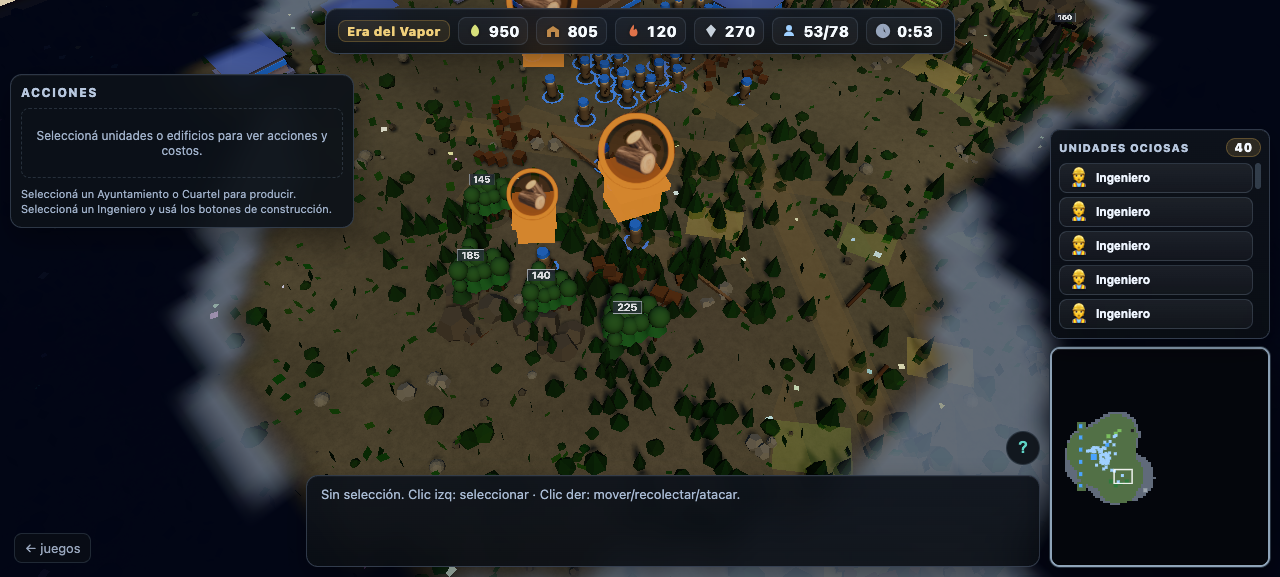 Era del Vapor
950
805
120
270
53/78
0:53
160
ACCIONES
Seleccioná unidades o edificios para ver acciones y
costos.
Seleccioná un Ayuntamiento o Cuartel para producir.
Seleccioná un Ingeniero y usá los botones de construcción.
145
185
140
225
UNIDADES OCIOSAS
40
Ingeniero
Ingeniero
Ingeniero
Ingeniero
Ingeniero
?
Sin selección. Clic izq: seleccionar · Clic der: mover/recolectar/atacar.
← juegos